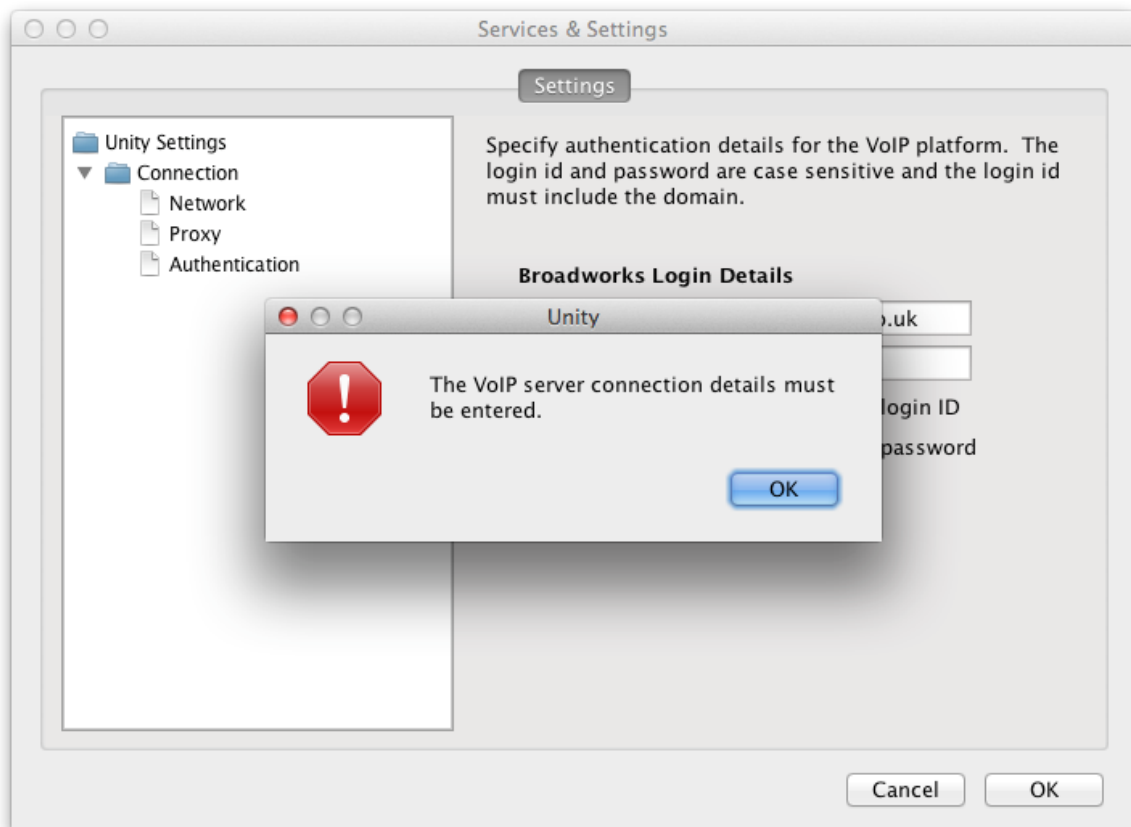 Services & Settings
Settings
Unity Settings
Connection
Network
Proxy
Authentication
Specify authentication details for the VoIP platform. The
login id and password are case sensitive and the login id
must include the domain.
Broadworks Login Details
.uk
login ID
password
Unity
The VoIP server connection details must
be entered.
OK
Cancel
OK